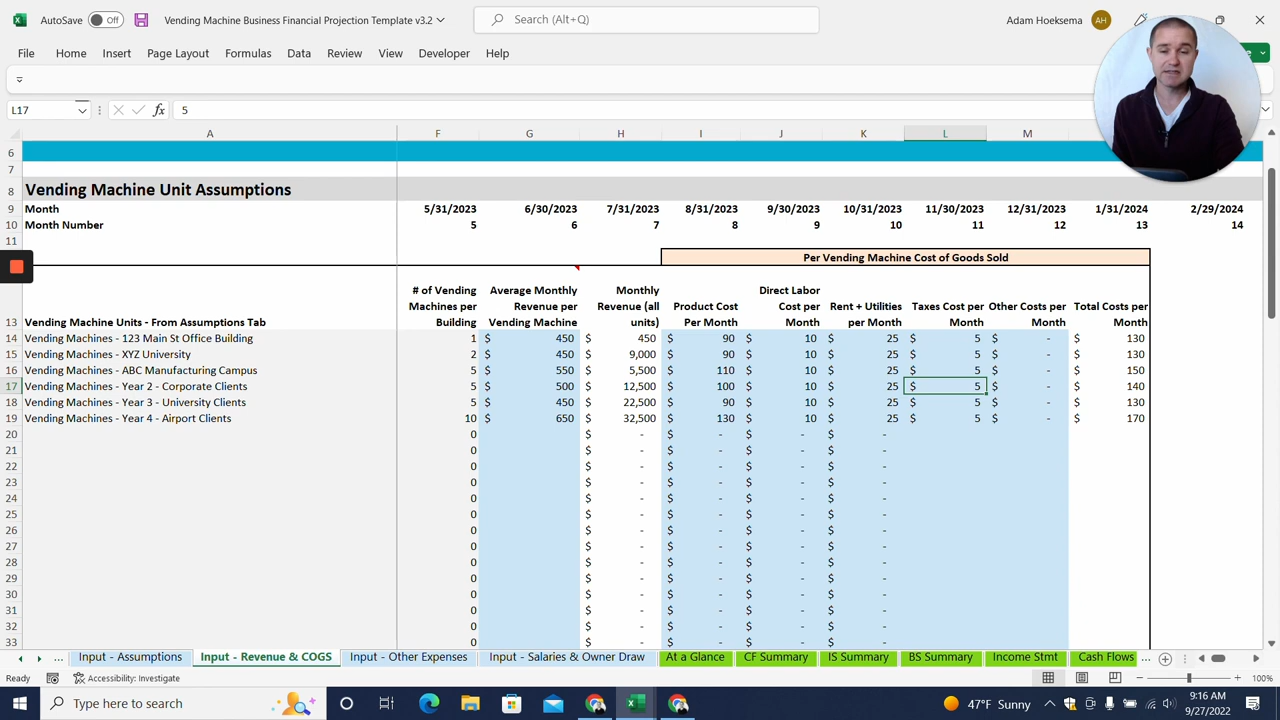 AutoSave Off Vending Machine Business Financial Projection Template v3.2 Search (Alt+Q) Adam Hoeksema AH
File Home Insert Page Layout Formulas Data Review View Developer Help
L17 fx 5
A F G H I J K L M
6
7
8 Vending Machine Unit Assumptions
9 Month 5/31/2023 6/30/2023 7/31/2023 8/31/2023 9/30/2023 10/31/2023 11/30/2023 12/31/2023 1/31/2024 2/29/2024
10 Month Number 5 6 7 8 9 10 11 12 13 14
11
Per Vending Machine Cost of Goods Sold
# of Vending Average Monthly Monthly Direct Labor
Machines per Revenue per Revenue (all Product Cost Cost per Rent + Utilities Taxes Cost per Other Costs per Total Costs per
13 Vending Machine Units - From Assumptions Tab Building Vending Machine units) Per Month Month per Month Month Month Month
14 Vending Machines - 123 Main St Office Building 1 $ 450 $ 450 $ 90 $ 10 $ 25 $ 5 $ - $ 130
15 Vending Machines - XYZ University 2 $ 450 $ 9,000 $ 90 $ 10 $ 25 $ 5 $ - $ 130
16 Vending Machines - ABC Manufacturing Campus 5 $ 550 $ 5,500 $ 110 $ 10 $ 25 $ 5 $ - $ 150
17 Vending Machines - Year 2 - Corporate Clients 5 $ 500 $ 12,500 $ 100 $ 10 $ 25 $ 5 $ - $ 140
18 Vending Machines - Year 3 - University Clients 5 $ 450 $ 22,500 $ 90 $ 10 $ 25 $ 5 $ - $ 130
19 Vending Machines - Year 4 - Airport Clients 10 $ 650 $ 32,500 $ 130 $ 10 $ 25 $ 5 $ - $ 170
20 0 $ - $ - $ - $ -
21 0 $ - $ - $ - $ -
22 0 $ - $ - $ - $ -
23 0 $ - $ - $ - $ -
24 0 $ - $ - $ - $ -
25 0 $ - $ - $ - $ -
26 0 $ - $ - $ - $ -
27 0 $ - $ - $ - $ -
28 0 $ - $ - $ - $ -
29 0 $ - $ - $ - $ -
30 0 $ - $ - $ - $ -
31 0 $ - $ - $ - $ -
32 0 $ - $ - $ - $ -
33 0 $ - $ - $ - $ -
... Input - Assumptions Input - Revenue & COGS Input - Other Expenses Input - Salaries & Owner Draw At a Glance CF Summary IS Summary BS Summary Income Stmt Cash Flows ...
Ready Accessibility: Investigate 100%
Type here to search 47°F Sunny 9:16 AM
9/27/2022